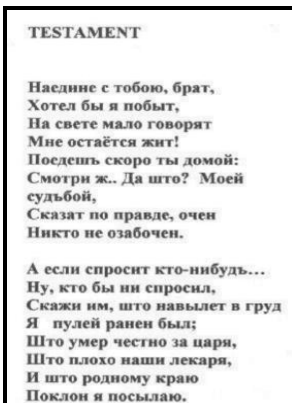 TESTAMENT
Наедине с тобою, брат,
Хотел бы я побыт,
На свете мало говорят
Мне остаётся жит!
Поедешь скоро ты домой:
Смотри ж.. Да што? Моей
судьбой,
Сказат по правде, очен
Никто не озабочен.
А если спросит кто-нибудь...
Ну, кто бы ни спросил,
Скажи им, што навылет в груд
Я пулей ранен был;
Што умер честно за царя,
Што плохо наши лекаря,
И што родному краю
Поклон я посылаю.